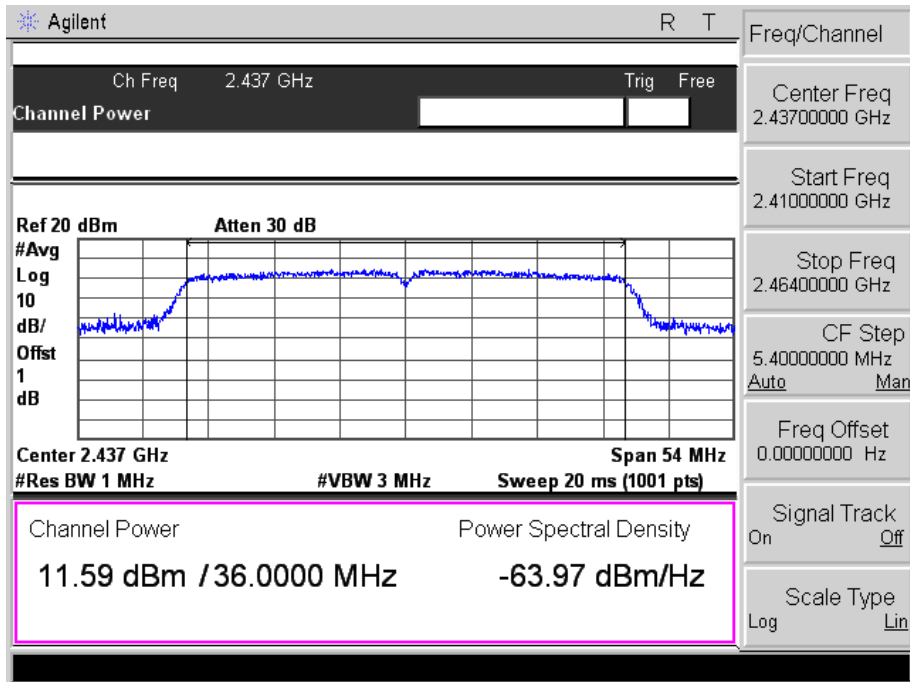 Agilent
R T
Ch Freq 2.437 GHz
Trig Free
Channel Power
Ref 20 dBm
Atten 30 dB
#Avg
Log
10
dB/
Offst
1
dB
Center 2.437 GHz
Span 54 MHz
#Res BW 1 MHz
#VBW 3 MHz
Sweep 20 ms (1001 pts)
Channel Power
Power Spectral Density
11.59 dBm / 36.0000 MHz
-63.97 dBm/Hz
Freq/Channel
Center Freq
2.43700000 GHz
Start Freq
2.41000000 GHz
Stop Freq
2.46400000 GHz
CF Step
5.40000000 MHz
Auto Man
Freq Offset
0.00000000 Hz
Signal Track
On Off
Scale Type
Log Lin